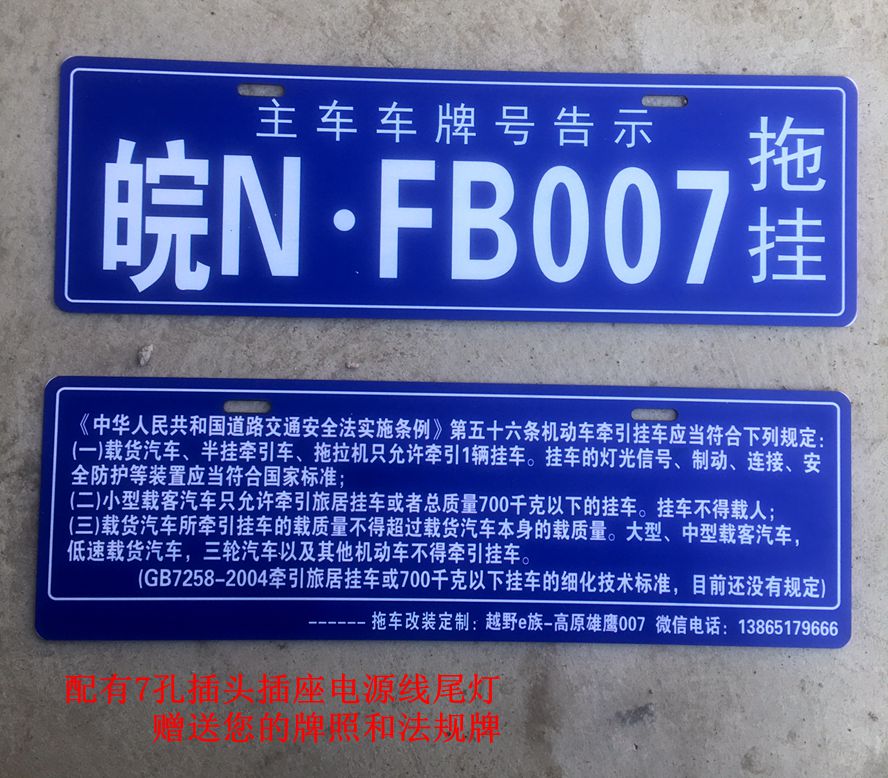 主车车牌号告示
皖N·FB007
拖挂
《中华人民共和国道路交通安全法实施条例》第五十六条机动车牵引挂车应当符合下列规定：
(一)载货汽车、半挂牵引车、拖拉机只允许牵引1辆挂车。挂车的灯光信号、制动、连接、安
全防护等装置应当符合国家标准；
(二)小型载客汽车只允许牵引旅居挂车或者总质量700千克以下的挂车。挂车不得载人；
(三)载货汽车所牵引挂车的载质量不得超过载货汽车本身的载质量。大型、中型载客汽车，
低速载货汽车，三轮汽车以及其他机动车不得牵引挂车。
(GB7258-2004牵引旅居挂车或700千克以下挂车的细化技术标准，目前还没有规定)
------拖车改装定制：越野e族-高原雄鹰007 微信电话：13865179666
配有7孔插头插座电源线尾灯
赠送您的牌照和法规牌